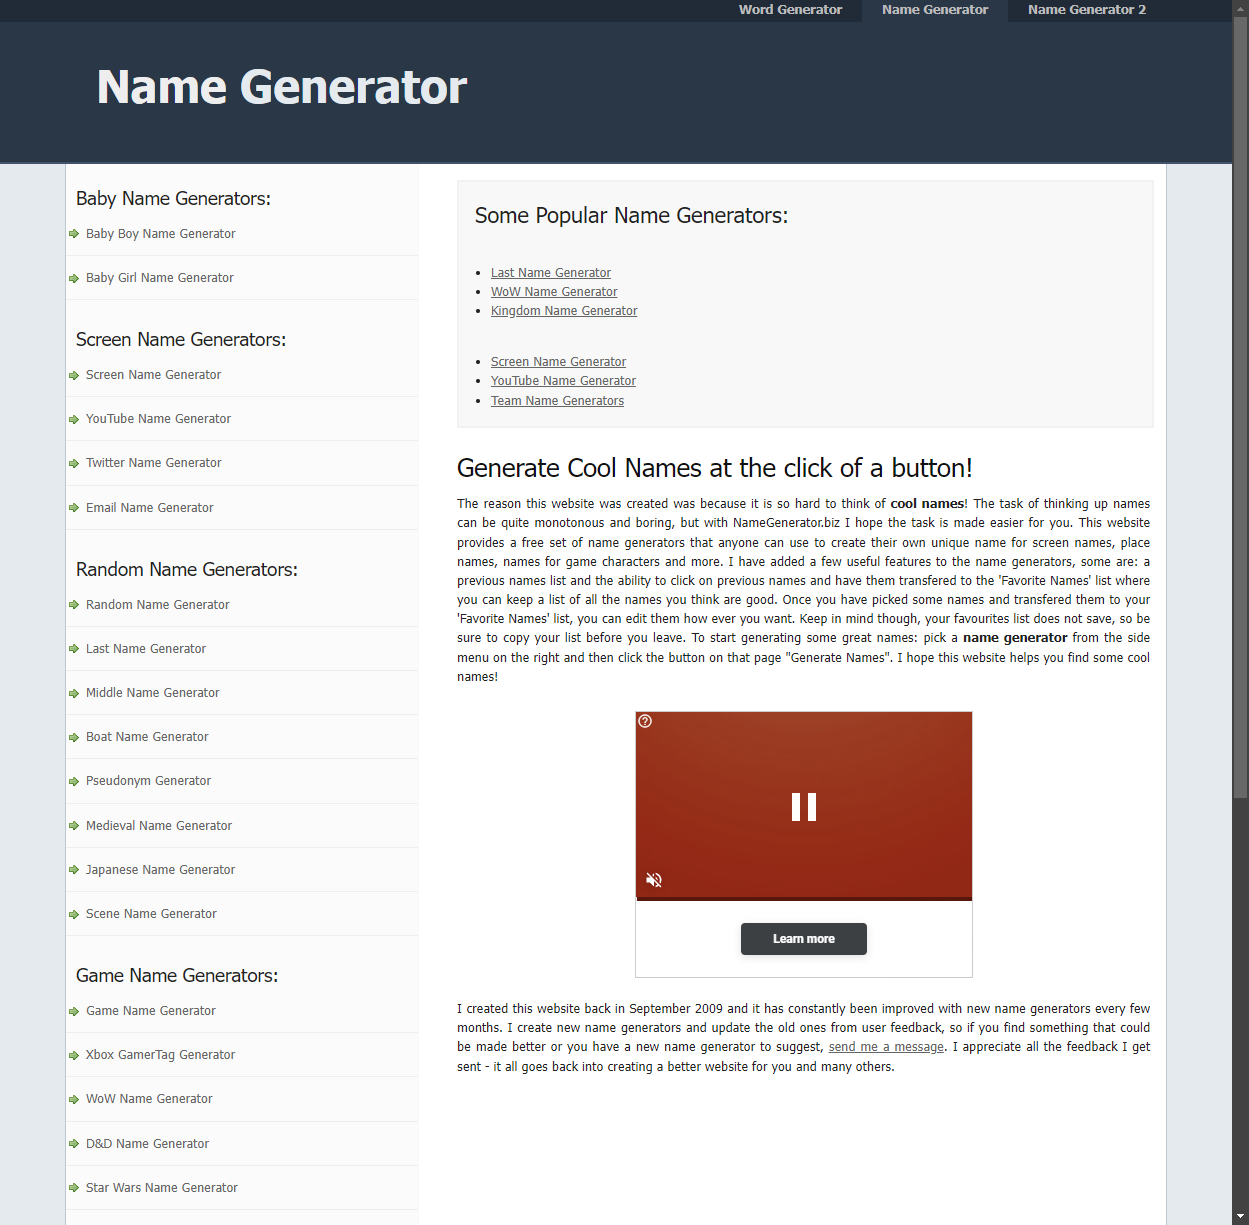 Word Generator
Name Generator
Name Generator 2
Name Generator
Baby Name Generators:
Baby Boy Name Generator
Baby Girl Name Generator
Screen Name Generators:
Screen Name Generator
YouTube Name Generator
Twitter Name Generator
Email Name Generator
Random Name Generators:
Random Name Generator
Last Name Generator
Middle Name Generator
Boat Name Generator
Pseudonym Generator
Medieval Name Generator
Japanese Name Generator
Scene Name Generator
Game Name Generators:
Game Name Generator
Xbox GamerTag Generator
WoW Name Generator
D&D Name Generator
Star Wars Name Generator
Some Popular Name Generators:
Last Name Generator
WoW Name Generator
Kingdom Name Generator
Screen Name Generator
YouTube Name Generator
Team Name Generators
Generate Cool Names at the click of a button!
The reason this website was created was because it is so hard to think of cool names! The task of thinking up names
can be quite monotonous and boring, but with NameGenerator.biz I hope the task is made easier for you. This website
provides a free set of name generators that anyone can use to create their own unique name for screen names, place
names, names for game characters and more. I have added a few useful features to the name generators, some are: a
previous names list and the ability to click on previous names and have them transfered to the 'Favorite Names' list where
you can keep a list of all the names you think are good. Once you have picked some names and transfered them to your
'Favorite Names' list, you can edit them how ever you want. Keep in mind though, your favourites list does not save, so be
sure to copy your list before you leave. To start generating some great names: pick a name generator from the side
menu on the right and then click the button on that page "Generate Names". I hope this website helps you find some cool
names!
Learn more
I created this website back in September 2009 and it has constantly been improved with new name generators every few
months. I create new name generators and update the old ones from user feedback, so if you find something that could
be made better or you have a new name generator to suggest, send me a message. I appreciate all the feedback I get
sent - it all goes back into creating a better website for you and many others.